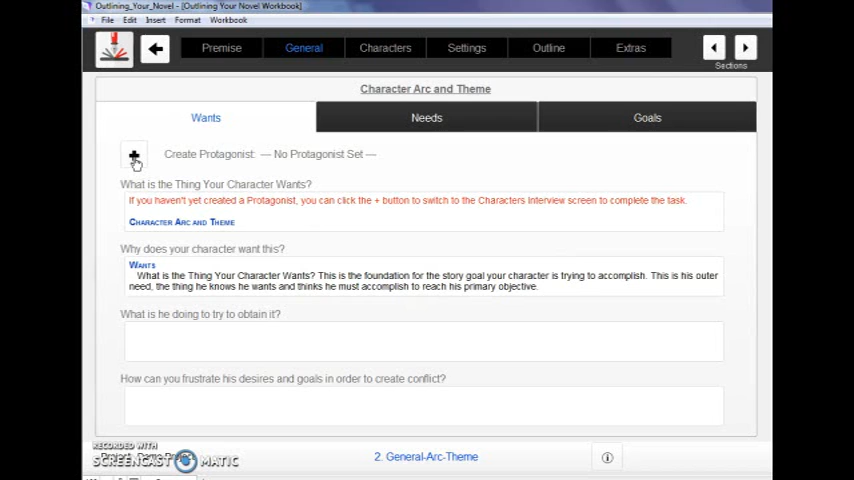 Outlining_Your_Novel - [Outlining Your Novel Workbook]
File Edit Insert Format Workbook
Premise General Characters Settings Outline Extras
Sections
Character Arc and Theme
Wants Needs Goals
Create Protagonist: --- No Protagonist Set ---
What is the Thing Your Character Wants?
If you haven't yet created a Protagonist, you can click the + button to switch to the Characters Interview screen to complete the task.
Character Arc and Theme
Why does your character want this?
Wants
What is the Thing Your Character Wants? This is the foundation for the story goal your character is trying to accomplish. This is his outer
need, the thing he knows he wants and thinks he must accomplish to reach his primary objective.
What is he doing to try to obtain it?
How can you frustrate his desires and goals in order to create conflict?
RECORDED WITH
SCREENCAST MATIC
2. General-Arc-Theme